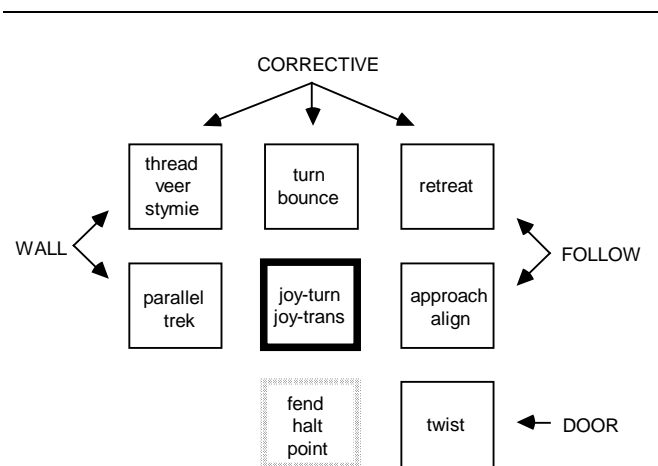 CORRECTIVE
thread
veer
stymie
turn
bounce
retreat
WALL
FOLLOW
parallel
trek
joy-turn
joy-trans
approach
align
fend
halt
point
twist
DOOR